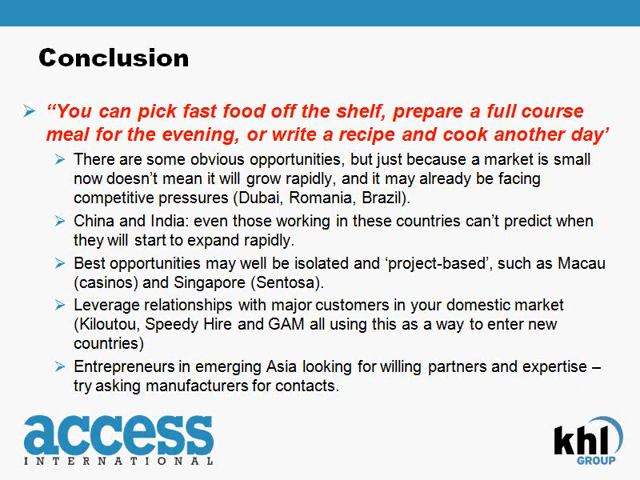 Conclusion
“You can pick fast food off the shelf, prepare a full course
meal for the evening, or write a recipe and cook another day’
There are some obvious opportunities, but just because a market is small
now doesn’t mean it will grow rapidly, and it may already be facing
competitive pressures (Dubai, Romania, Brazil).
China and India: even those working in these countries can’t predict when
they will start to expand rapidly.
Best opportunities may well be isolated and ‘project-based’, such as Macau
(casinos) and Singapore (Sentosa).
Leverage relationships with major customers in your domestic market
(Kiloutou, Speedy Hire and GAM all using this as a way to enter new
countries)
Entrepreneurs in emerging Asia looking for willing partners and expertise –
try asking manufacturers for contacts.
access
INTERNATIONAL
khl
GROUP